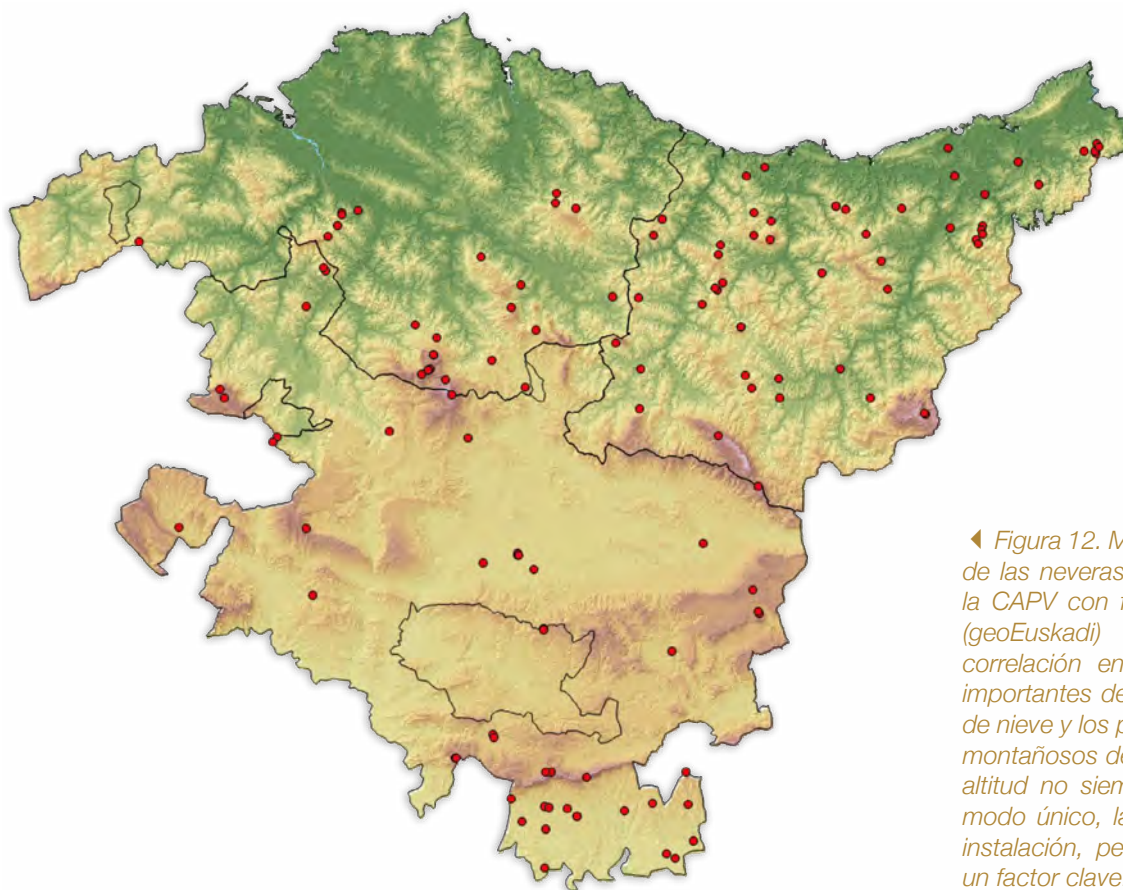 ◀ Figura 12. M
de las neveras
la CAPV con f
(geoEuskadi)
correlación en
importantes de
de nieve y los p
montañosos de
altitud no siem
modo único, la
instalación, pe
un factor clave